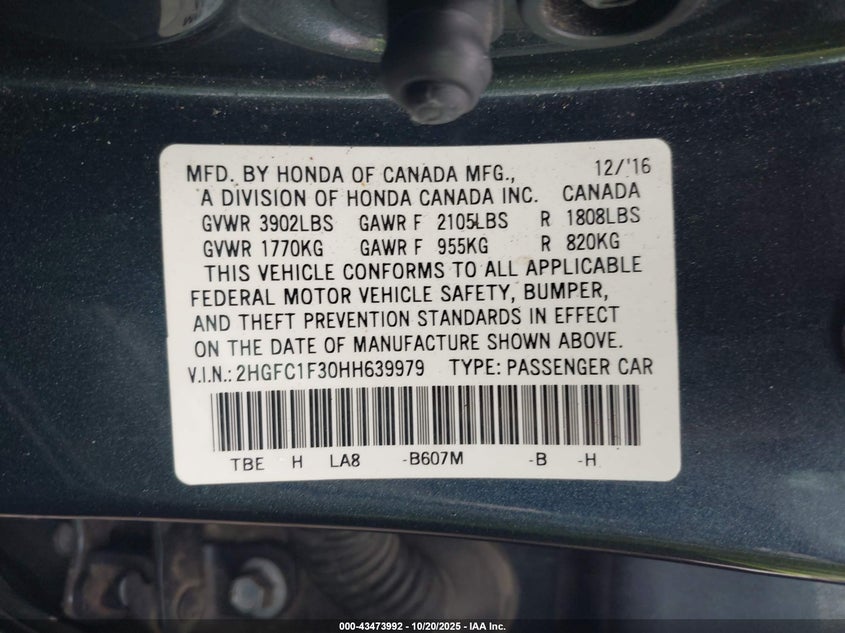 MFD. BY HONDA OF CANADA MFG., 12/'16
A DIVISION OF HONDA CANADA INC. CANADA
GVWR 3902LBS GAWR F 2105LBS R 1808LBS
GVWR 1770KG GAWR F 955KG R 820KG
THIS VEHICLE CONFORMS TO ALL APPLICABLE
FEDERAL MOTOR VEHICLE SAFETY, BUMPER,
AND THEFT PREVENTION STANDARDS IN EFFECT
ON THE DATE OF MANUFACTURE SHOWN ABOVE.
V.I.N.: 2HGFC1F30HH639979 TYPE: PASSENGER CAR
TBE H LA8 -B607M -B -H
000-43473992 - 10/20/2025 - IAA Inc.